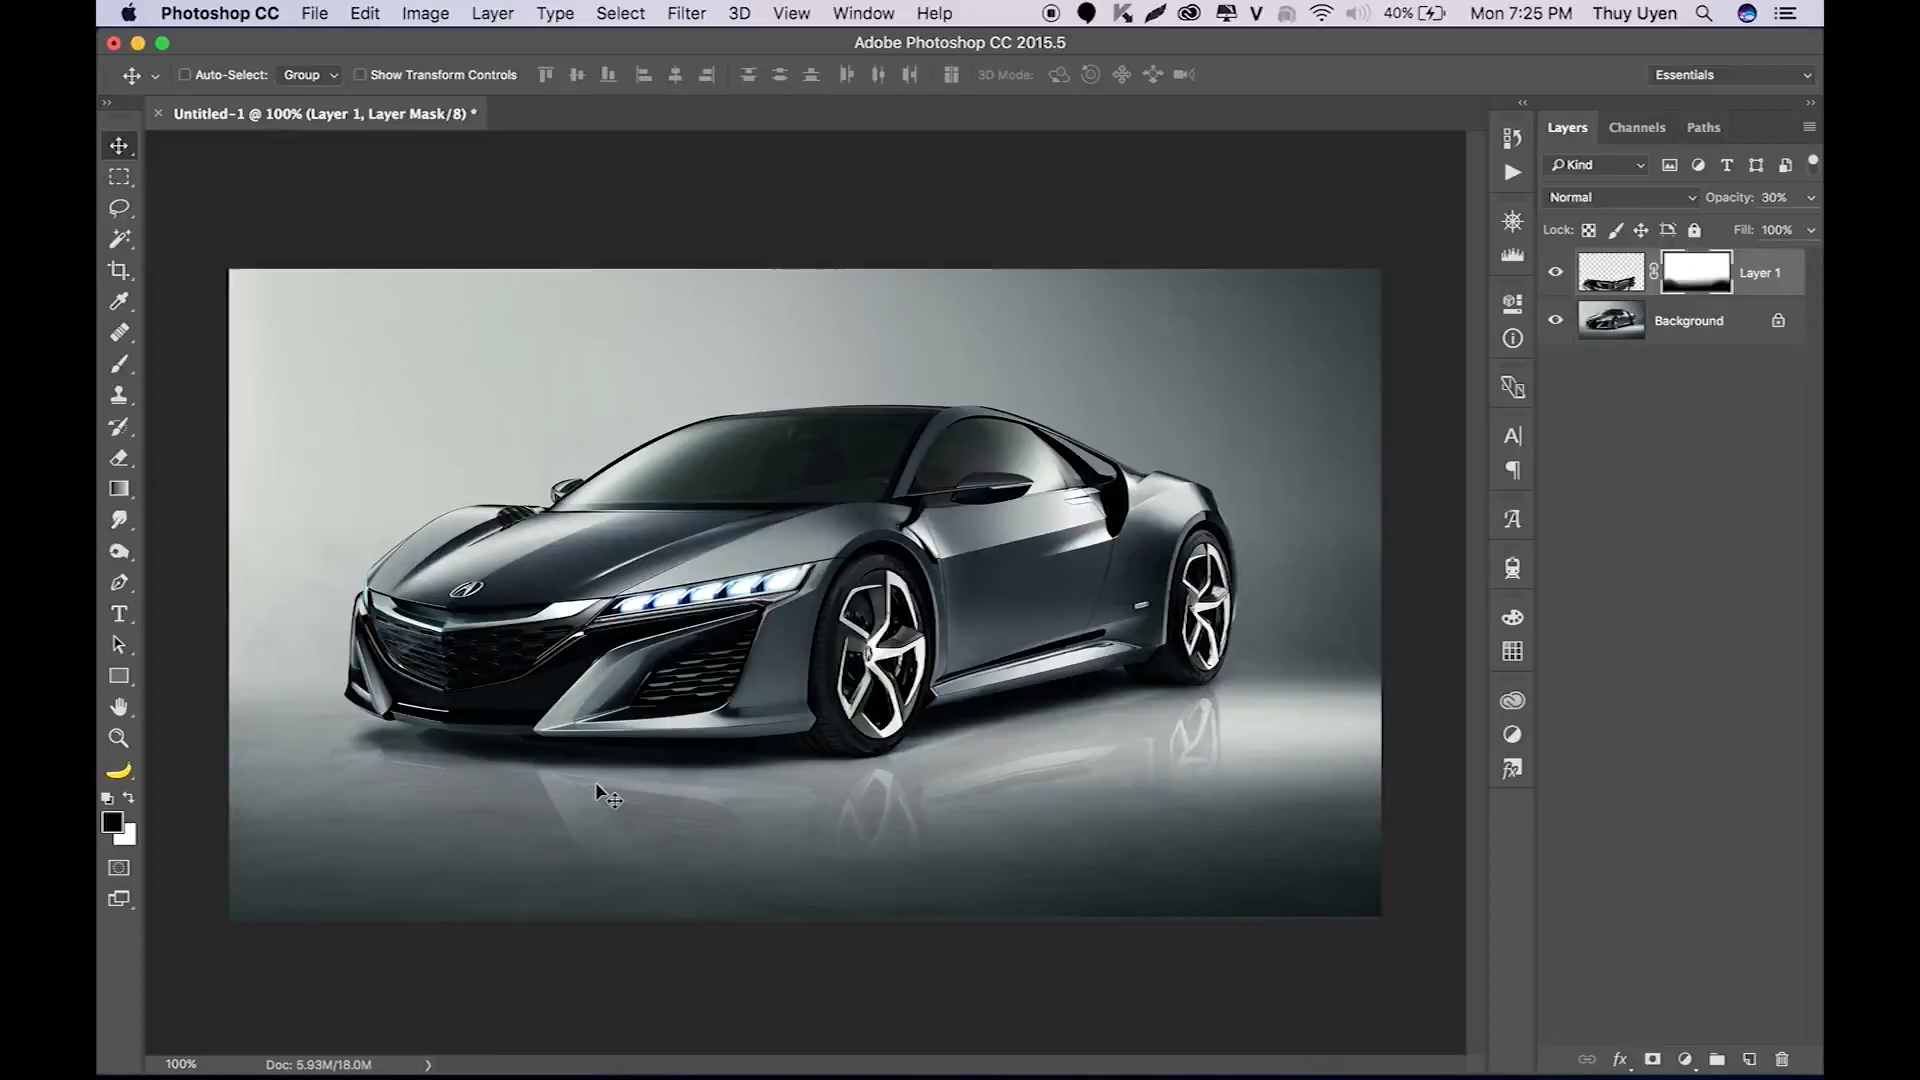 Photoshop CC File Edit Image Layer Type Select Filter 3D View Window Help V 40% Mon 7:25 PM Thuy Uyen
Adobe Photoshop CC 2015.5
Auto-Select: Group Show Transform Controls 3D Mode: Essentials
Untitled-1 @ 100% (Layer 1, Layer Mask/8) *
Layers Channels Paths
Kind
Normal Opacity: 30%
Lock: Fill: 100%
Layer 1
Background
100% Doc: 5.93M/18.0M